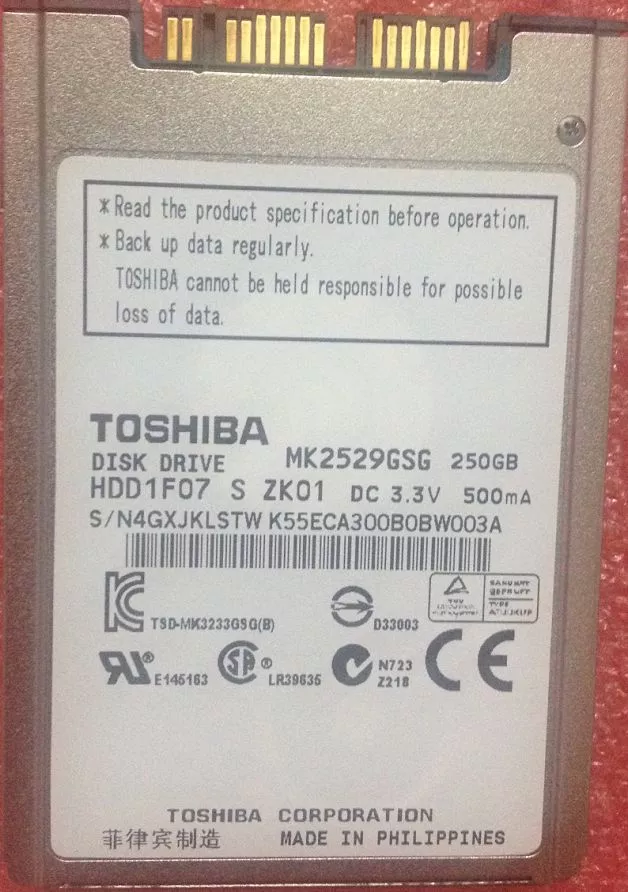 * Read the product specification before operation.
* Back up data regularly.
TOSHIBA cannot be held responsible for possible
loss of data.
TOSHIBA
DISK DRIVE MK2529GSG 250GB
HDD1F07 S ZK01 DC 3.3V 500mA
S/N4GXJKLSTW K55ECA300B0BW003A
TSD-MK3233GSG(B)
D33003
E145163
SA ®
LR39635
N723
Z218
CE
TOSHIBA CORPORATION
菲律宾制造 MADE IN PHILIPPINES